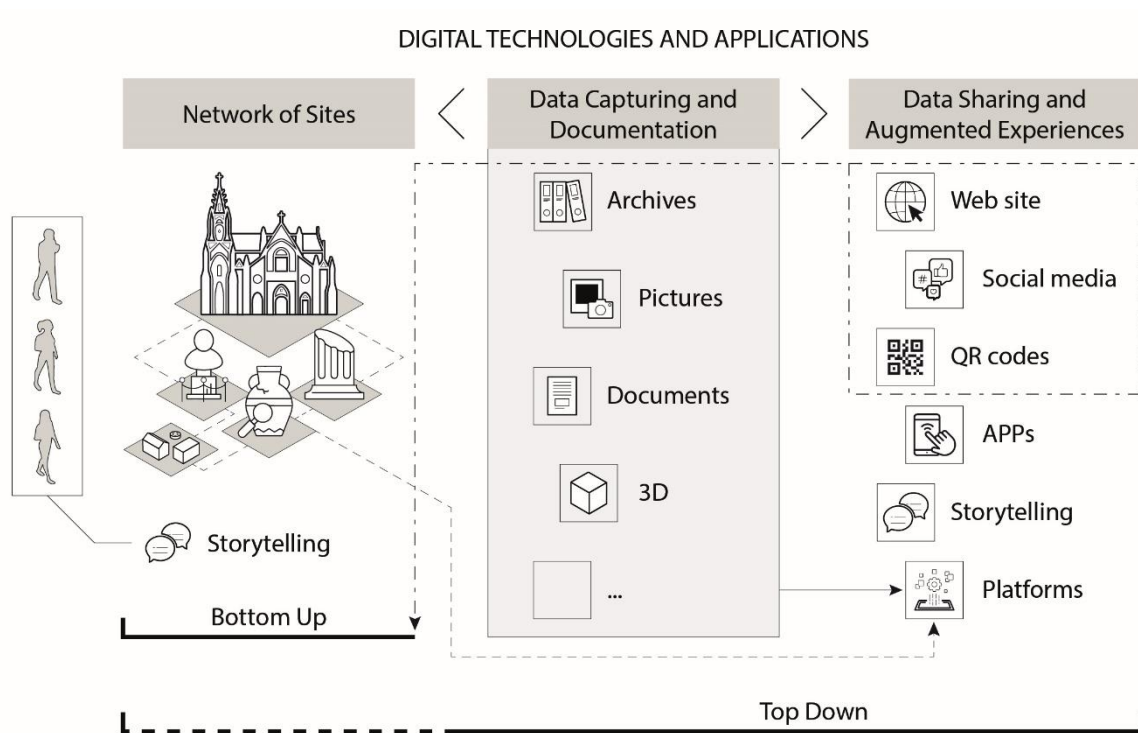 DIGITAL TECHNOLOGIES AND APPLICATIONS
Network of Sites
Data Capturing and
Documentation
Data Sharing and
Augmented Experiences
Archives
Pictures
Documents
3D
...
Web site
Social media
#
QR codes
APPs
Storytelling
Platforms
Storytelling
Bottom Up
Top Down